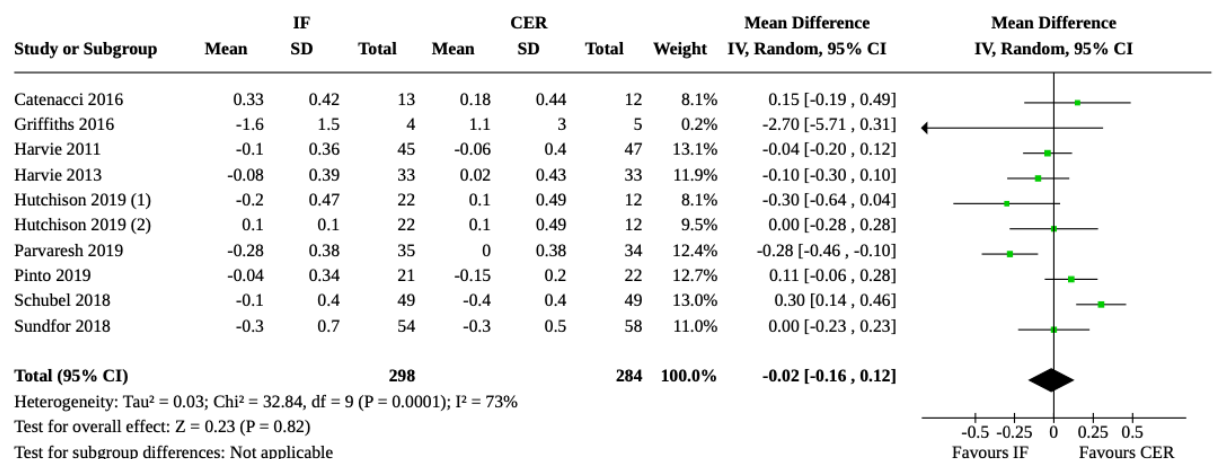 IF CER Mean Difference Mean Difference
Study or Subgroup Mean SD Total Mean SD Total Weight IV, Random, 95% CI IV, Random, 95% CI
Catenacci 2016 0.33 0.42 13 0.18 0.44 12 8.1% 0.15 [-0.19 , 0.49]
Griffiths 2016 -1.6 1.5 4 1.1 3 5 0.2% -2.70 [-5.71 , 0.31]
Harvie 2011 -0.1 0.36 45 -0.06 0.4 47 13.1% -0.04 [-0.20 , 0.12]
Harvie 2013 -0.08 0.39 33 0.02 0.43 33 11.9% -0.10 [-0.30 , 0.10]
Hutchison 2019 (1) -0.2 0.47 22 0.1 0.49 12 8.1% -0.30 [-0.64 , 0.04]
Hutchison 2019 (2) 0.1 0.1 22 0.1 0.49 12 9.5% 0.00 [-0.28 , 0.28]
Parvaresh 2019 -0.28 0.38 35 0 0.38 34 12.4% -0.28 [-0.46 , -0.10]
Pinto 2019 -0.04 0.34 21 -0.15 0.2 22 12.7% 0.11 [-0.06 , 0.28]
Schubel 2018 -0.1 0.4 49 -0.4 0.4 49 13.0% 0.30 [0.14 , 0.46]
Sundfor 2018 -0.3 0.7 54 -0.3 0.5 58 11.0% 0.00 [-0.23 , 0.23]
Total (95% CI) 298 284 100.0% -0.02 [-0.16 , 0.12]
Heterogeneity: Tau² = 0.03; Chi² = 32.84, df = 9 (P = 0.0001); I² = 73%
Test for overall effect: Z = 0.23 (P = 0.82)
-0.5 -0.25 0 0.25 0.5
Test for subgroup differences: Not applicable
Favours IF Favours CER